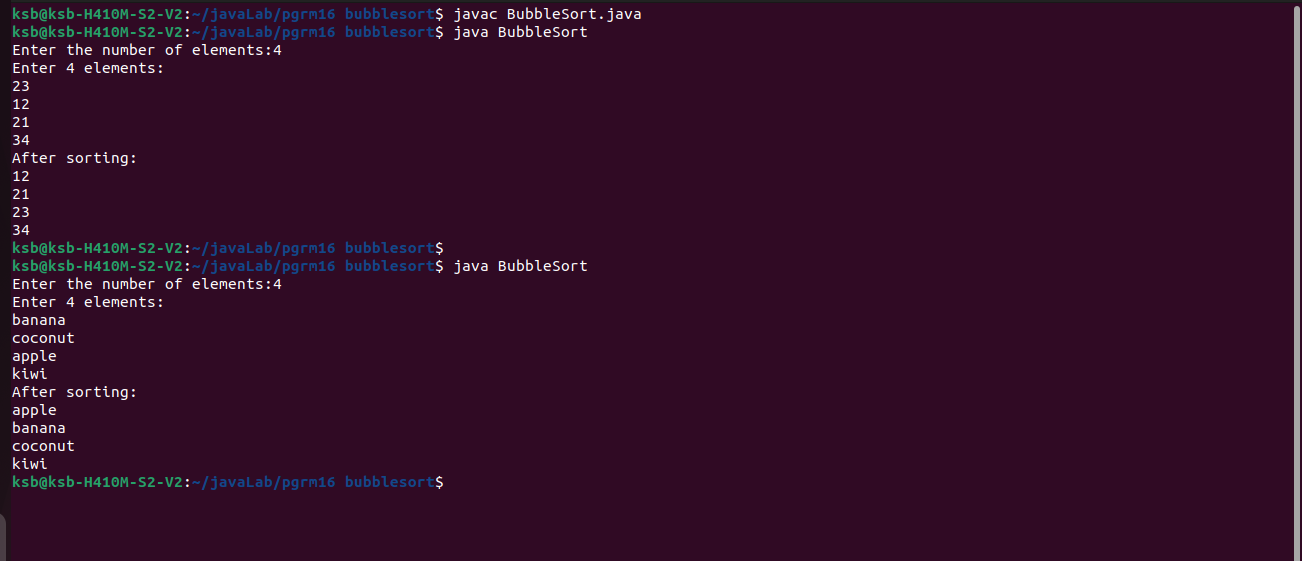 ksb@ksb-H410M-S2-V2:~/javaLab/pgrm16 bubblesort$ javac BubbleSort.java
ksb@ksb-H410M-S2-V2:~/javaLab/pgrm16 bubblesort$ java BubbleSort
Enter the number of elements:4
Enter 4 elements:
23
12
21
34
After sorting:
12
21
23
34
ksb@ksb-H410M-S2-V2:~/javaLab/pgrm16 bubblesort$
ksb@ksb-H410M-S2-V2:~/javaLab/pgrm16 bubblesort$ java BubbleSort
Enter the number of elements:4
Enter 4 elements:
banana
coconut
apple
kiwi
After sorting:
apple
banana
coconut
kiwi
ksb@ksb-H410M-S2-V2:~/javaLab/pgrm16 bubblesort$